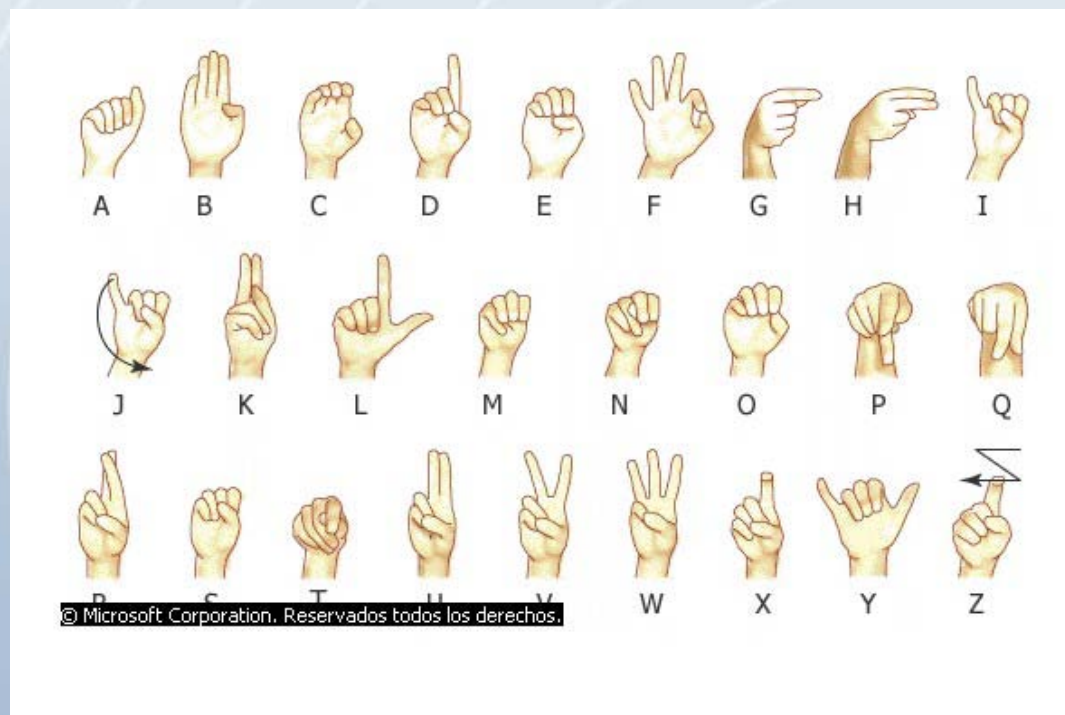 A B C D E F G H I
J K L M N O P Q
R S T U V W X Y Z
© Microsoft Corporation. Reservados todos los derechos.